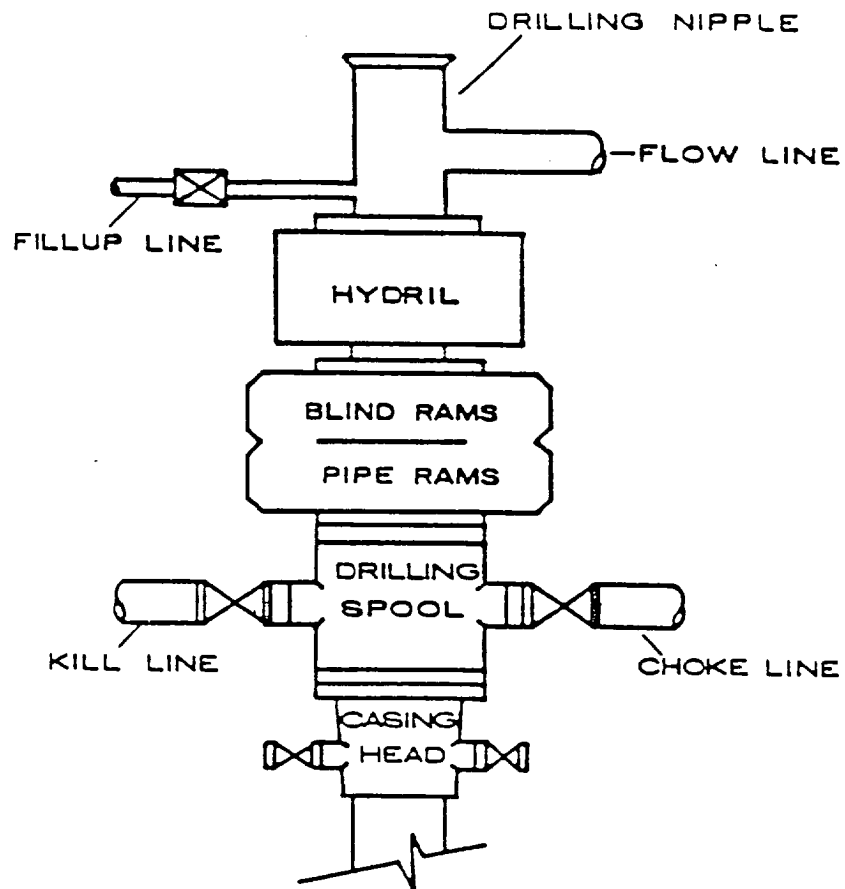 DRILLING NIPPLE
FLOW LINE
FILLUP LINE
HYDRIL
BLIND RAMS
PIPE RAMS
DRILLING
SPOOL
KILL LINE
CHOKE LINE
CASING
HEAD